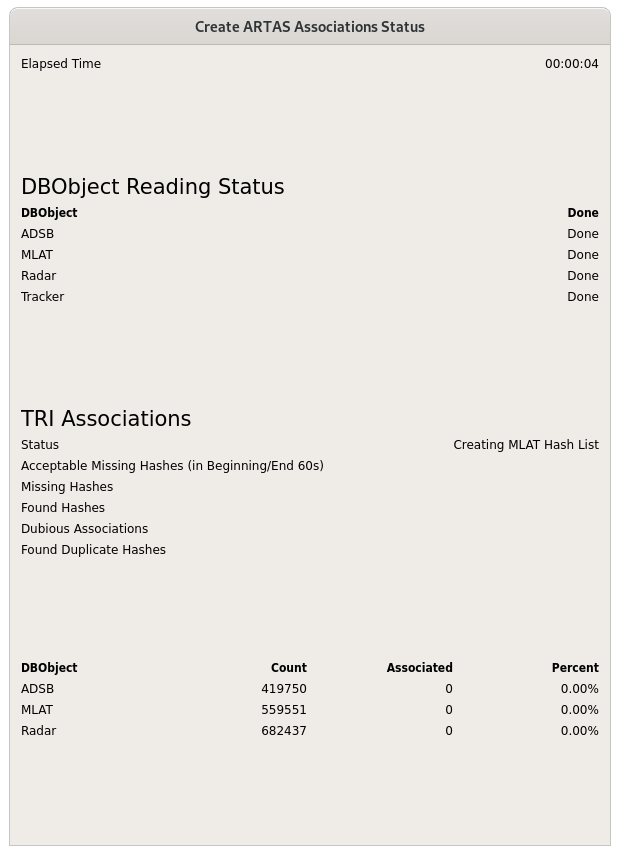 Create ARTAS Associations Status
Elapsed Time 00:00:04
DBObject Reading Status
DBObject Done
ADSB Done
MLAT Done
Radar Done
Tracker Done
TRI Associations
Status Creating MLAT Hash List
Acceptable Missing Hashes (in Beginning/End 60s)
Missing Hashes
Found Hashes
Dubious Associations
Found Duplicate Hashes
DBObject Count Associated Percent
ADSB 419750 0 0.00%
MLAT 559551 0 0.00%
Radar 682437 0 0.00%